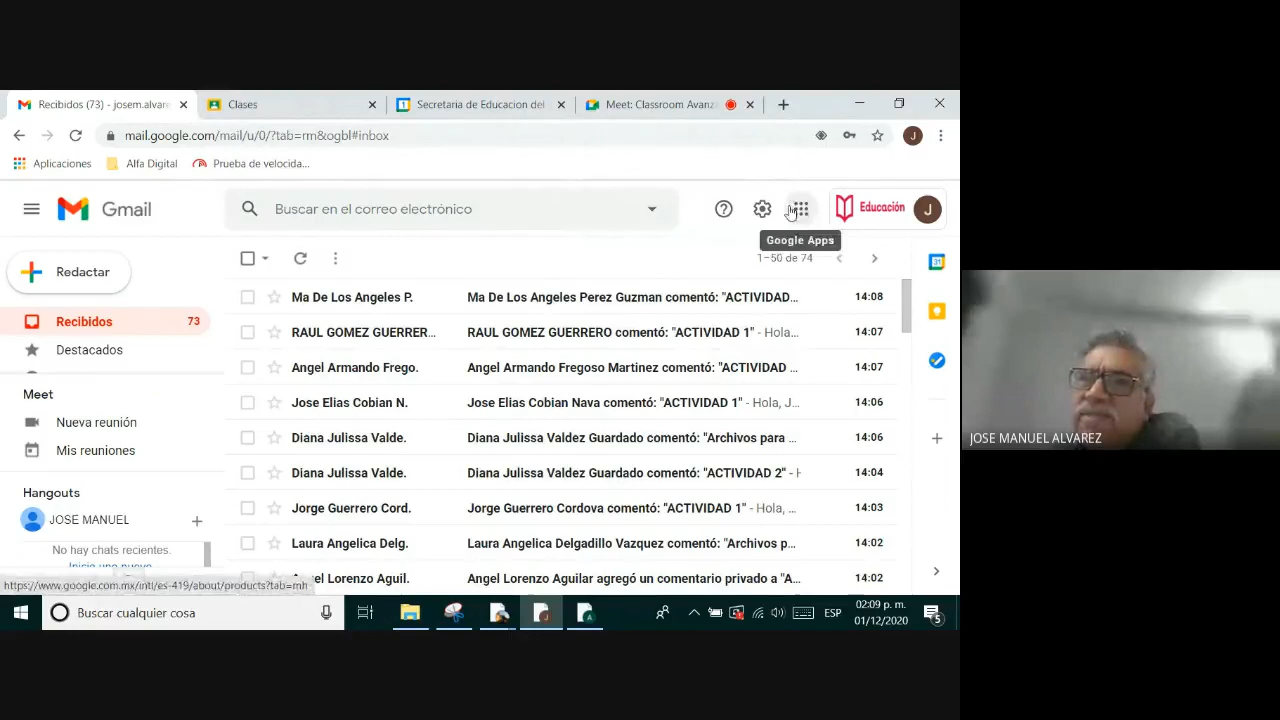 Recibidos (73) - josem.alvare
Clases
Secretaria de Educacion del
Meet: Classroom Avanz
mail.google.com/mail/u/0/?tab=rm&ogbl#inbox
J
Aplicaciones
Alfa Digital
Prueba de velocida...
Gmail
Buscar en el correo electrónico
Educación
J
Google Apps
Redactar
1–50 de 74
Recibidos 73
Destacados
Meet
Nueva reunión
Mis reuniones
Hangouts
JOSE MANUEL
No hay chats recientes.
Ma De Los Angeles P. Ma De Los Angeles Perez Guzman comentó: "ACTIVIDAD... 14:08
RAUL GOMEZ GUERRER... RAUL GOMEZ GUERRERO comentó: "ACTIVIDAD 1" - Hola... 14:07
Angel Armando Frego. Angel Armando Fregoso Martinez comentó: "ACTIVIDAD ... 14:07
Jose Elias Cobian N. Jose Elias Cobian Nava comentó: "ACTIVIDAD 1" - Hola, J... 14:06
Diana Julissa Valde. Diana Julissa Valdez Guardado comentó: "Archivos para ... 14:06
Diana Julissa Valde. Diana Julissa Valdez Guardado comentó: "ACTIVIDAD 2" - H 14:04
Jorge Guerrero Cord. Jorge Guerrero Cordova comentó: "ACTIVIDAD 1" - Hola, ... 14:03
Laura Angelica Delg. Laura Angelica Delgadillo Vazquez comentó: "Archivos p... 14:02
Angel Lorenzo Aguil. Angel Lorenzo Aguilar agregó un comentario privado a "A... 14:02
https://www.google.com.mx/intl/es-419/about/products?tab=mh
Buscar cualquier cosa
ESP
02:09 p. m.
01/12/2020
5
JOSE MANUEL ALVAREZ